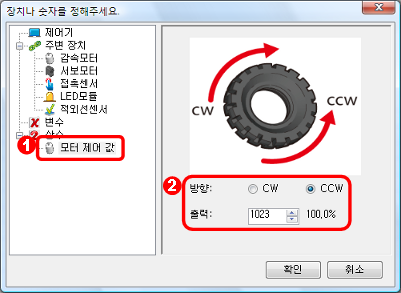 장치나 숫자를 정해주세요.
제어기
주변 장치
감속모터
서보모터
접촉센서
LED모듈
적외선센서
변수
상수
1 모터 제어 값
CW
CCW
2 방향: CW CCW
출력: 1023 100,0%
확인 취소